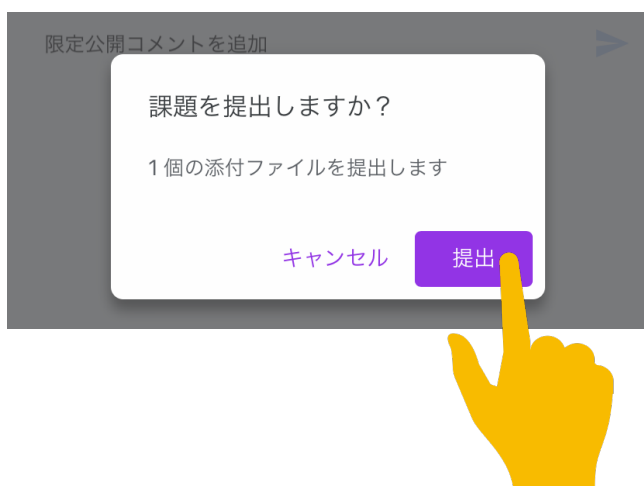 限定公開コメントを追加
課題を提出しますか？
1 個の添付ファイルを提出します
キャンセル
提出